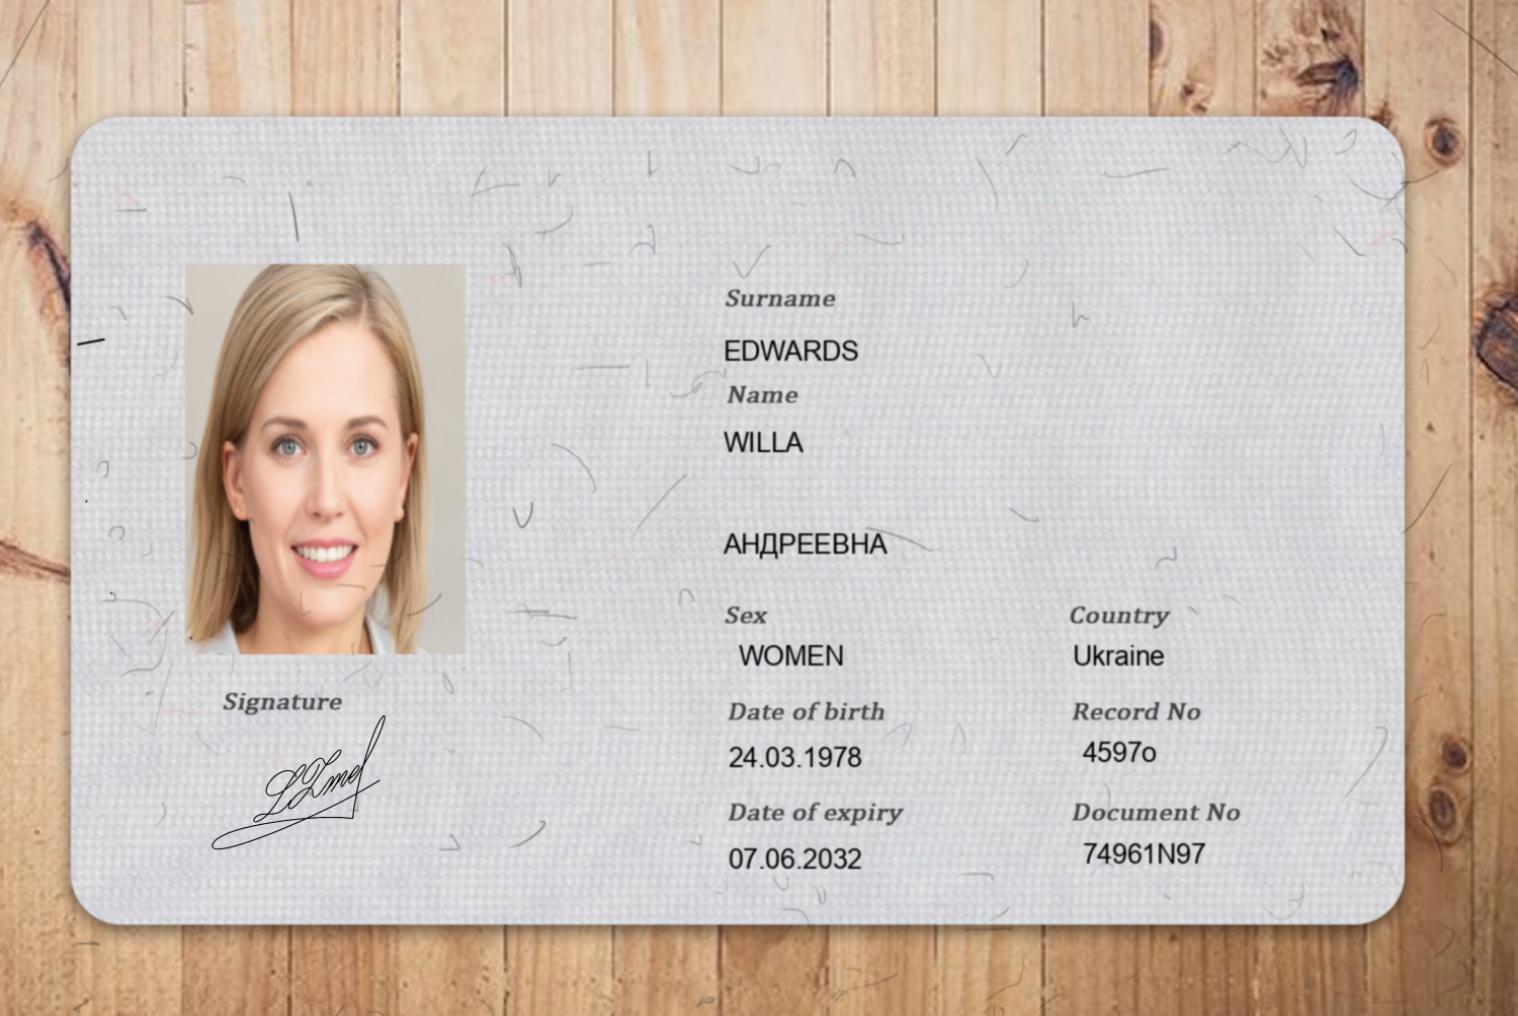 Surname
EDWARDS
Name
WILLA
АНДРЕЕВНА
Sex
WOMEN
Country
Ukraine
Date of birth
24.03.1978
Record No
4597o
Date of expiry
07.06.2032
Document No
74961N97
Signature